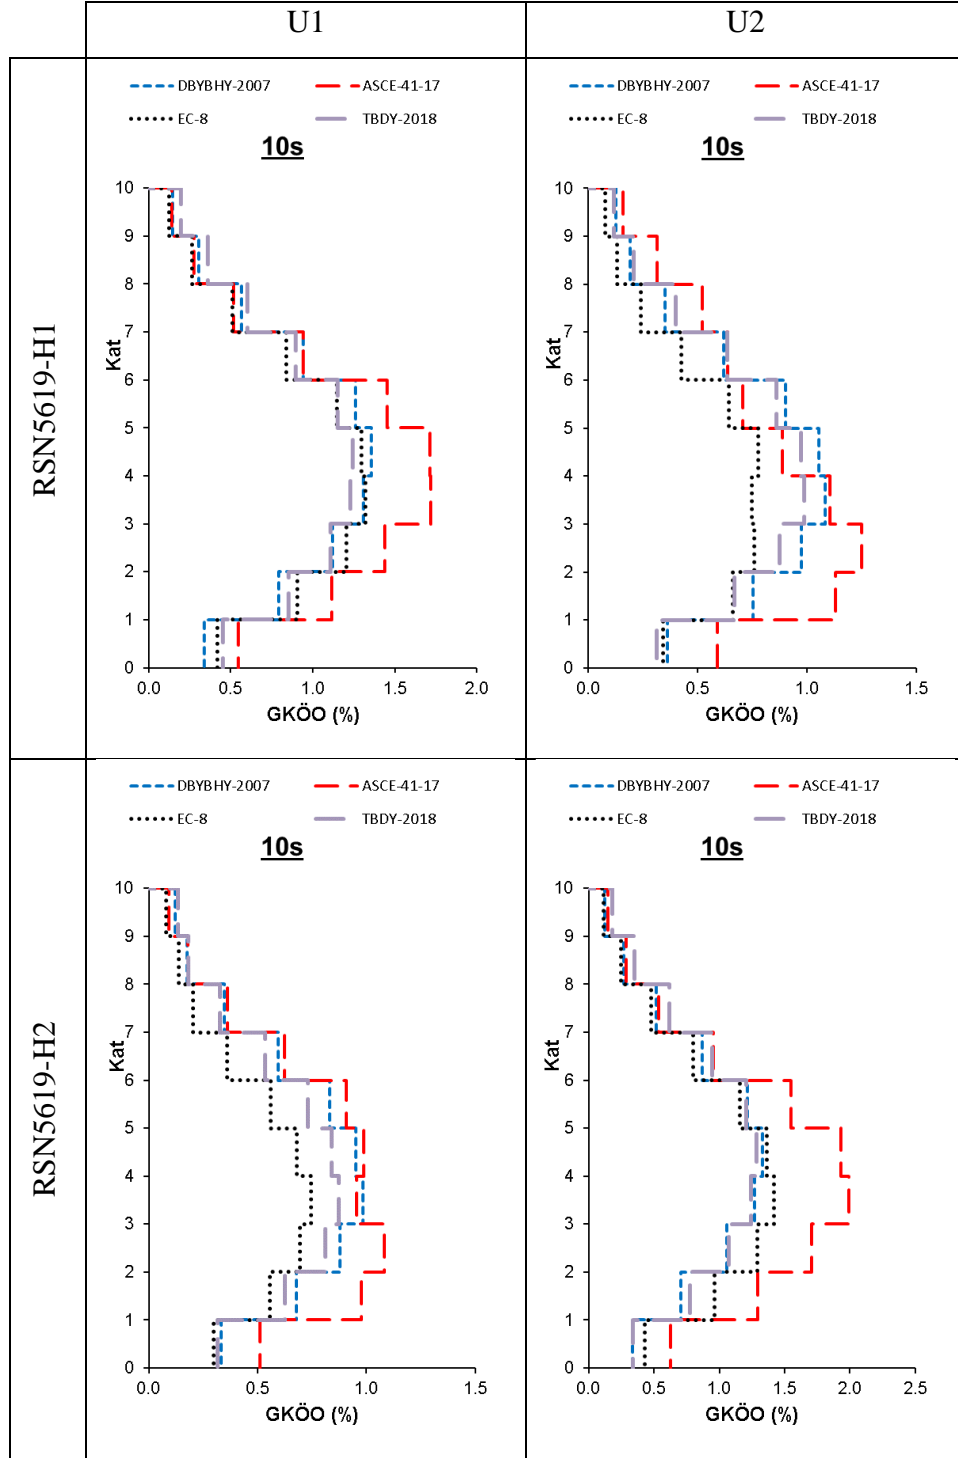 U1 U2
RSN5619-H1
DBYBHY-2007 ASCE-41-17
EC-8 TBDY-2018
10s
10
9
8
7
6
5
4
3
2
1
0
Kat
0.0 0.5 1.0 1.5 2.0
GKÖO (%)
DBYBHY-2007 ASCE-41-17
EC-8 TBDY-2018
10s
10
9
8
7
6
5
4
3
2
1
0
Kat
0.0 0.5 1.0 1.5
GKÖO (%)
RSN5619-H2
DBYBHY-2007 ASCE-41-17
EC-8 TBDY-2018
10s
10
9
8
7
6
5
4
3
2
1
0
Kat
0.0 0.5 1.0 1.5
GKÖO (%)
DBYBHY-2007 ASCE-41-17
EC-8 TBDY-2018
10s
10
9
8
7
6
5
4
3
2
1
0
Kat
0.0 0.5 1.0 1.5 2.0 2.5
GKÖO (%)